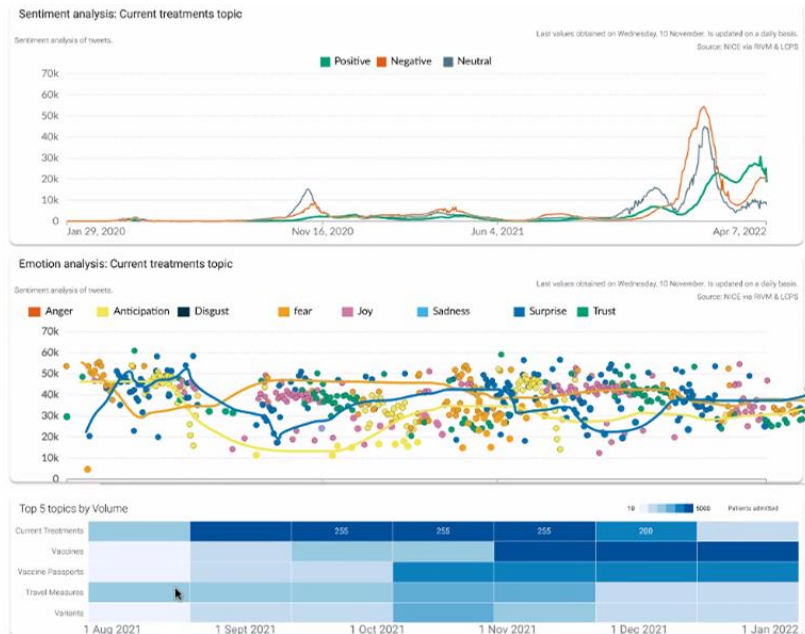 Sentiment analysis: Current treatments topic
Sentiment analysis of tweets.
Last values obtained on Wednesday, 10 November. Is updated on a daily basis.
Source: NICE via RIVM & LCPS
Positive Negative Neutral
70k
60k
50k
40k
30k
20k
10k
0
Jan 29, 2020 Nov 16, 2020 Jun 4, 2021 Apr 7, 2022
Emotion analysis: Current treatments topic
Sentiment analysis of tweets.
Last values obtained on Wednesday, 10 November. Is updated on a daily basis.
Source: NICE via RIVM & LCPS
Anger Anticipation Disgust fear Joy Sadness Surprise Trust
70k
60k
50k
40k
30k
20k
10k
0
Top 5 topics by Volume
10 5000 Patients admitted
Current Treatments 255 255 255 200
Vaccines
Vaccine Passports
Travel Measures
Variants
1 Aug 2021 1 Sept 2021 1 Oct 2021 1 Nov 2021 1 Dec 2021 1 Jan 2022